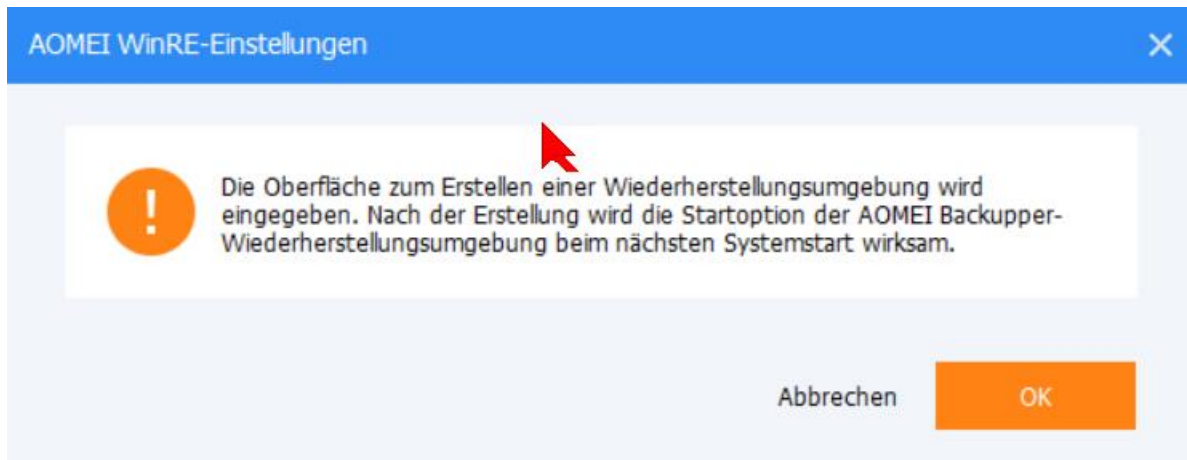 AOMEI WinRE-Einstellungen
Die Oberfläche zum Erstellen einer Wiederherstellungsumgebung wird
eingegeben. Nach der Erstellung wird die Startoption der AOMEI Backupper-
Wiederherstellungsumgebung beim nächsten Systemstart wirksam.
Abbrechen
OK